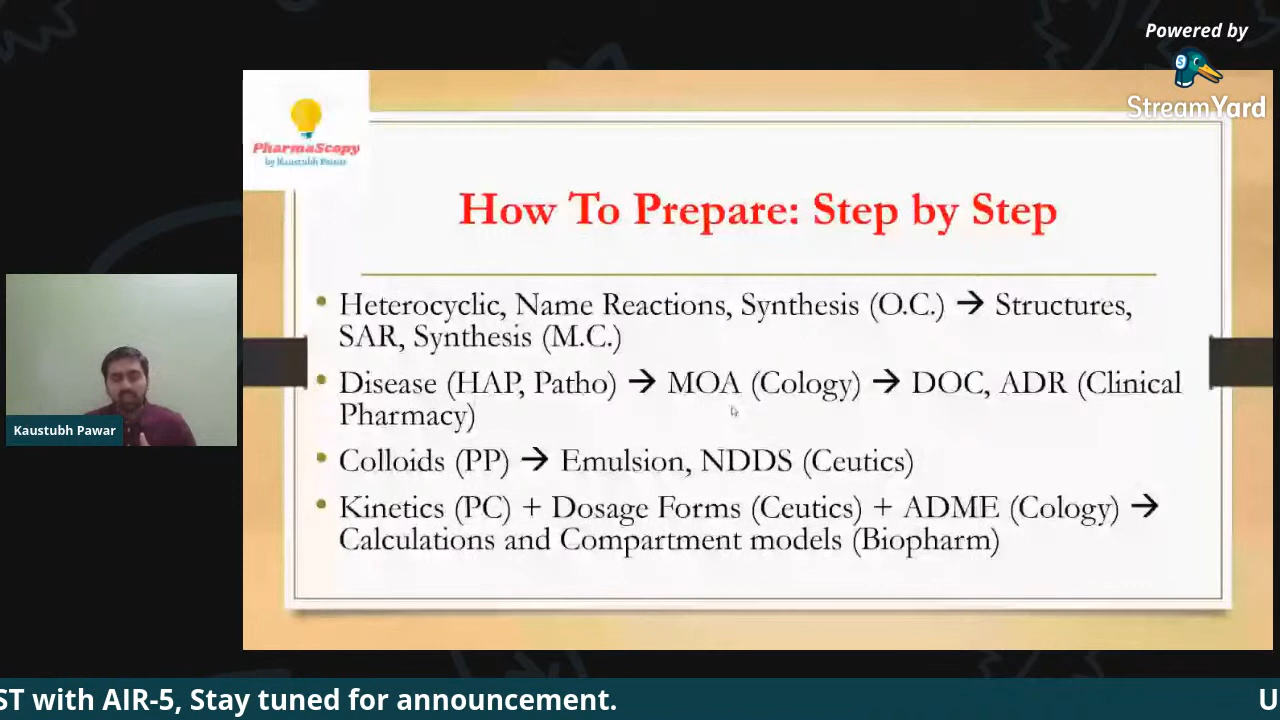 Powered by
StreamYard
PharmaScopy
by Kaustubh Pawar
How To Prepare: Step by Step
• Heterocyclic, Name Reactions, Synthesis (O.C.) → Structures,
SAR, Synthesis (M.C.)
• Disease (HAP, Patho) → MOA (Cology) → DOC, ADR (Clinical
Pharmacy)
• Colloids (PP) → Emulsion, NDDS (Ceutics)
• Kinetics (PC) + Dosage Forms (Ceutics) + ADME (Cology) →
Calculations and Compartment models (Biopharm)
Kaustubh Pawar
ST with AIR-5, Stay tuned for announcement.
U